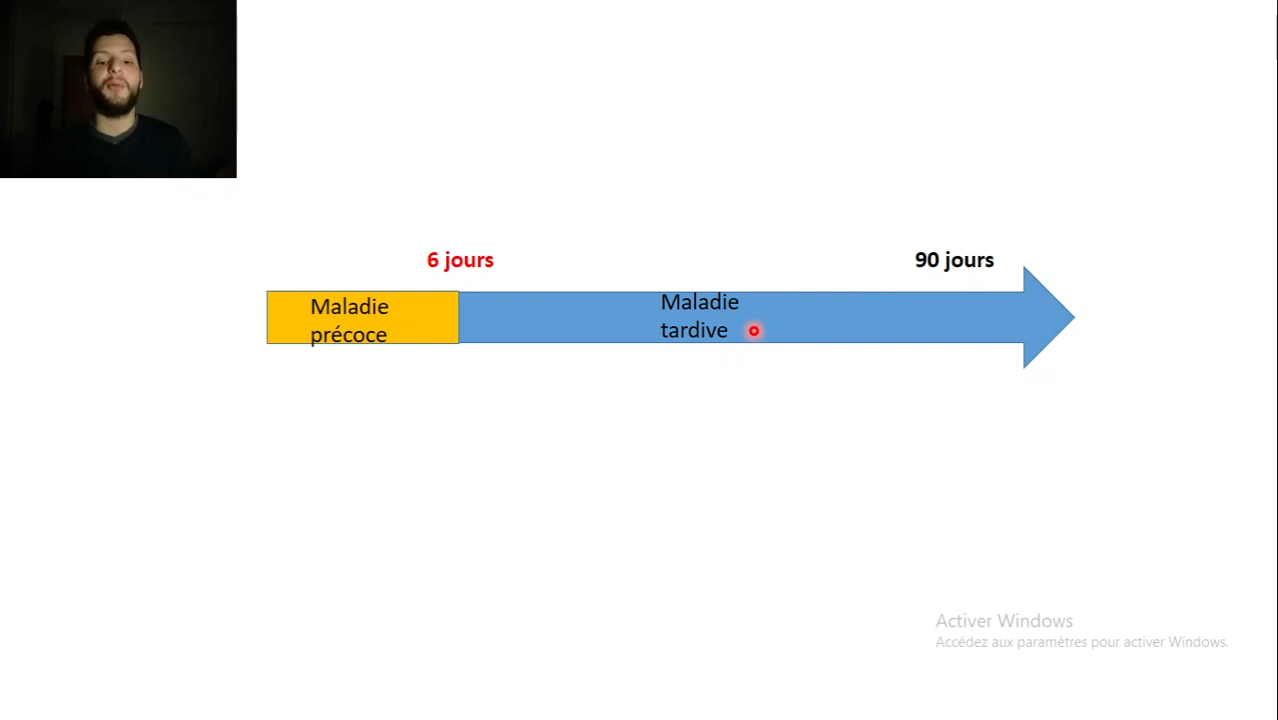 6 jours
90 jours
Maladie
précoce
Maladie
tardive
Activer Windows
Accédez aux paramètres pour activer Windows.